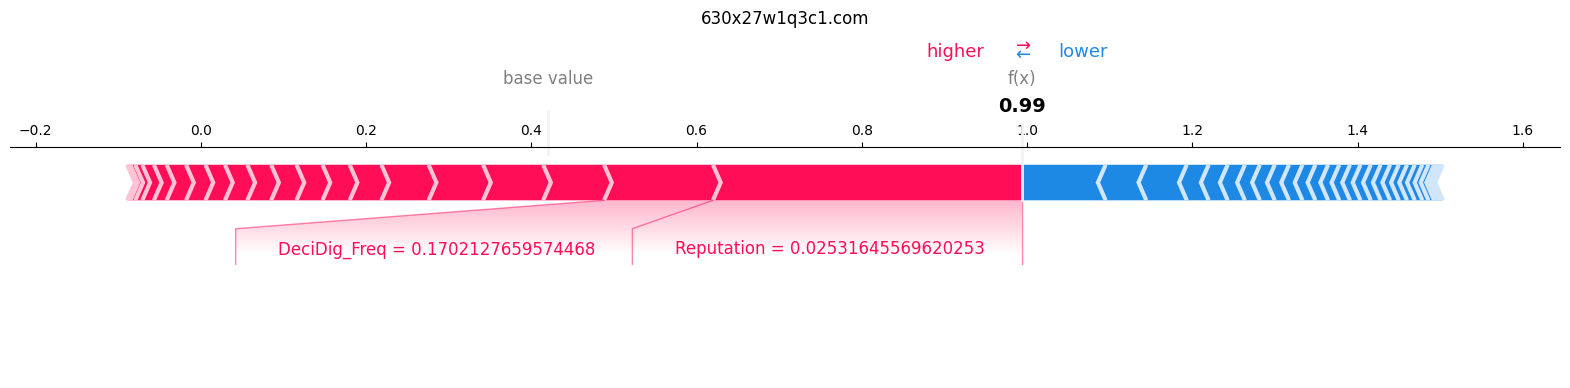 630x27w1q3c1.com
higher ⇄ lower
base value f(x)
0.99
−0.2 0.0 0.2 0.4 0.6 0.8 1.0 1.2 1.4 1.6
DeciDig_Freq = 0.1702127659574468 Reputation = 0.02531645569620253